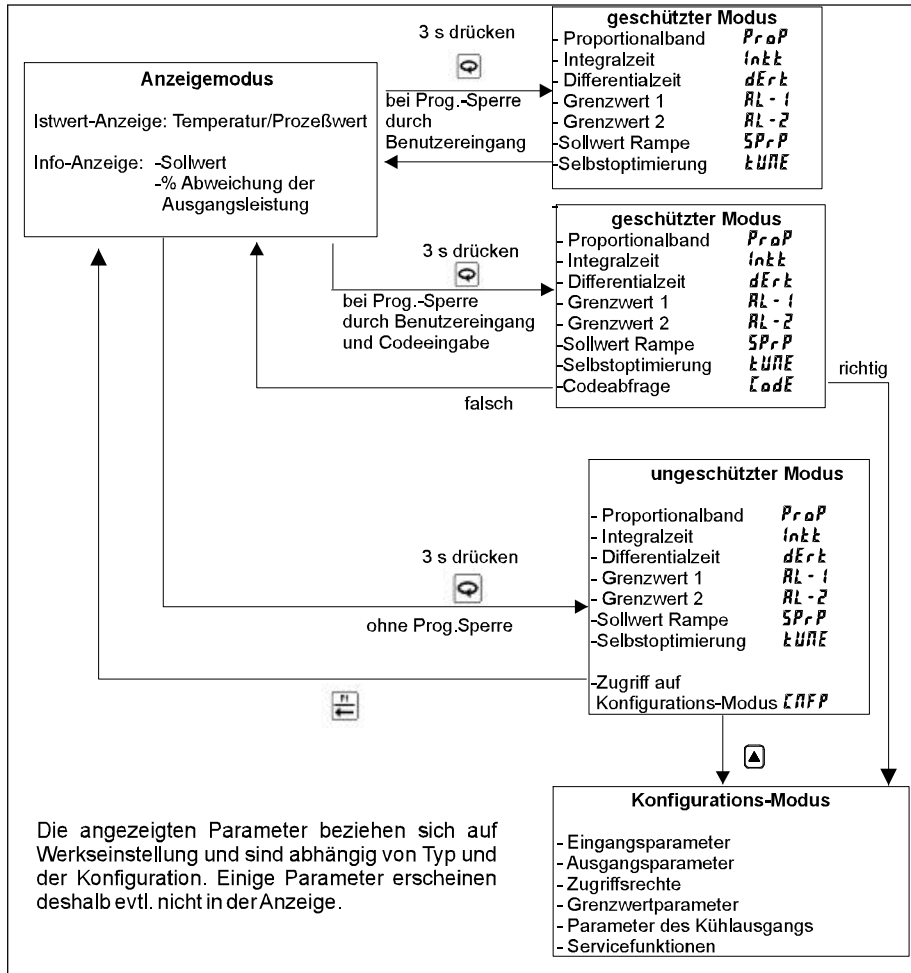 geschützter Modus
- Proportionalband ProP
- Integralzeit Intt
- Differentialzeit dErt
- Grenzwert 1 AL-1
- Grenzwert 2 AL-2
-Sollwert Rampe SPrP
-Selbstoptimierung tUNE
3 s drücken
bei Prog.-Sperre
durch
Benutzereingang
Anzeigemodus
Istwert-Anzeige: Temperatur/Prozeßwert
Info-Anzeige: -Sollwert
-% Abweichung der
Ausgangsleistung
geschützter Modus
- Proportionalband ProP
- Integralzeit Intt
- Differentialzeit dErt
- Grenzwert 1 AL-1
- Grenzwert 2 AL-2
-Sollwert Rampe SPrP
-Selbstoptimierung tUNE
-Codeabfrage CodE
3 s drücken
bei Prog.-Sperre
durch Benutzereingang
und Codeeingabe
falsch
richtig
ungeschützter Modus
- Proportionalband ProP
- Integralzeit Intt
- Differentialzeit dErt
- Grenzwert 1 AL-1
- Grenzwert 2 AL-2
-Sollwert Rampe SPrP
-Selbstoptimierung tUNE
-Zugriff auf
Konfigurations-Modus CNFP
3 s drücken
ohne Prog.Sperre
Konfigurations-Modus
- Eingangsparameter
- Ausgangsparameter
- Zugriffsrechte
- Grenzwertparameter
- Parameter des Kühlausgangs
- Servicefunktionen
Die angezeigten Parameter beziehen sich auf
Werkseinstellung und sind abhängig von Typ und
der Konfiguration. Einige Parameter erscheinen
deshalb evtl. nicht in der Anzeige.